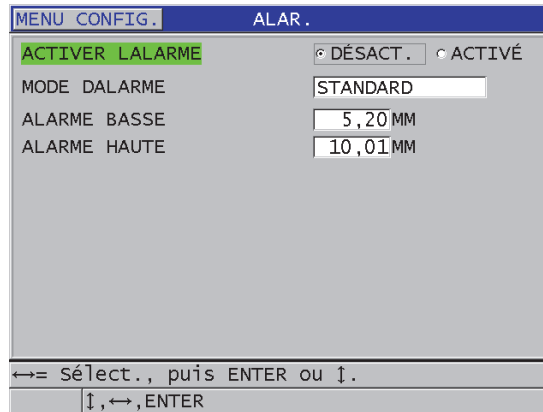 MENU CONFIG. ALAR.
ACTIVER LALARME DÉSACT. ACTIVÉ
MODE DALARME STANDARD
ALARME BASSE 5,20 MM
ALARME HAUTE 10,01 MM
↔= Sélect., puis ENTER ou ↕.
↕,↔,ENTER